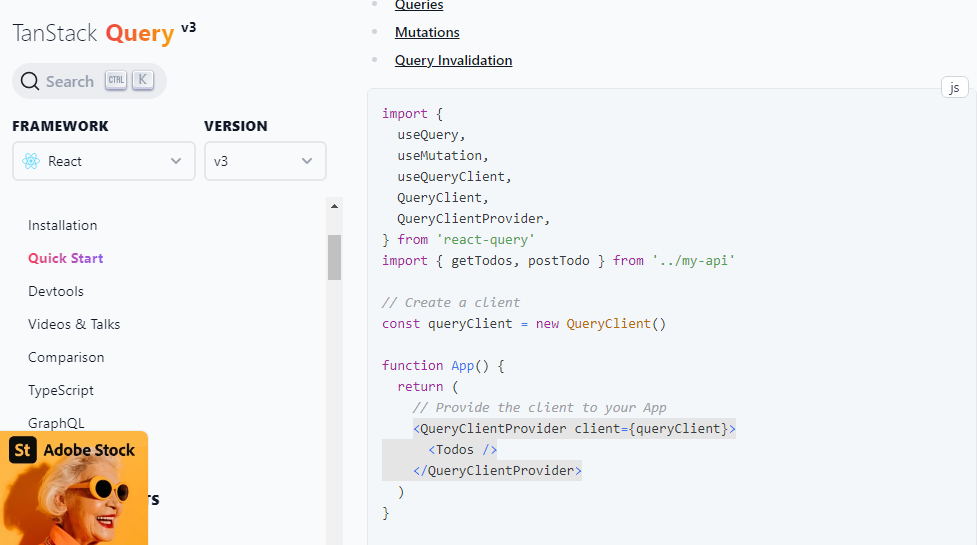 TanStack Query v3
Search CTRL K
FRAMEWORK
React
VERSION
v3
Installation
Quick Start
Devtools
Videos & Talks
Comparison
TypeScript
GraphQL
St Adobe Stock
TS
Queries
Mutations
Query Invalidation
js
import {
  useQuery,
  useMutation,
  useQueryClient,
  QueryClient,
  QueryClientProvider,
} from 'react-query'
import { getTodos, postTodo } from '../my-api'
// Create a client
const queryClient = new QueryClient()
function App() {
  return (
    // Provide the client to your App
    <QueryClientProvider client={queryClient}>
      <Todos />
    </QueryClientProvider>
  )
}